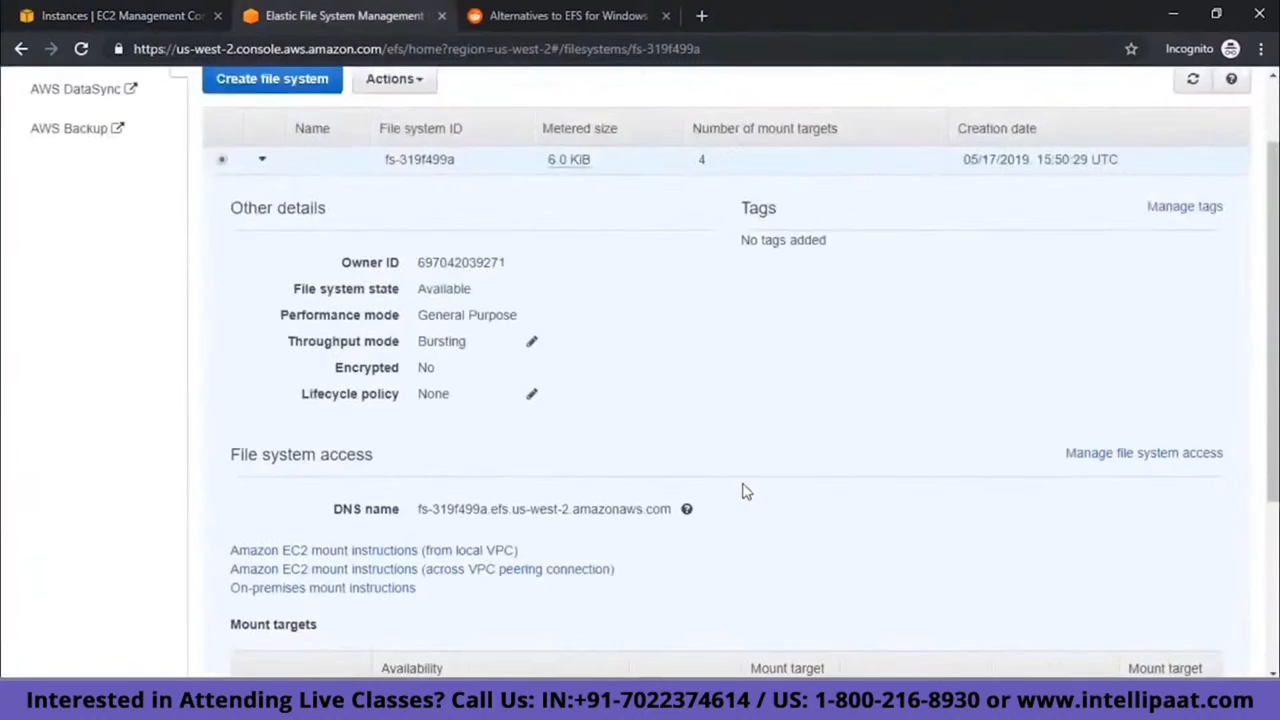 Instances | EC2 Management Co
Elastic File System Management
Alternatives to EFS for Windows
https://us-west-2.console.aws.amazon.com/efs/home?region=us-west-2#/filesystems/fs-319f499a
Incognito
AWS DataSync
AWS Backup
Create file system
Actions
Name
File system ID
Metered size
Number of mount targets
Creation date
fs-319f499a
6.0 KiB
4
05/17/2019 15:50:29 UTC
Other details
Tags
Manage tags
No tags added
Owner ID 697042039271
File system state Available
Performance mode General Purpose
Throughput mode Bursting
Encrypted No
Lifecycle policy None
File system access
Manage file system access
DNS name fs-319f499a.efs.us-west-2.amazonaws.com
Amazon EC2 mount instructions (from local VPC)
Amazon EC2 mount instructions (across VPC peering connection)
On-premises mount instructions
Mount targets
Availability
Mount target
Mount target
Interested in Attending Live Classes? Call Us: IN:+91-7022374614 / US: 1-800-216-8930 or www.intellipaat.com